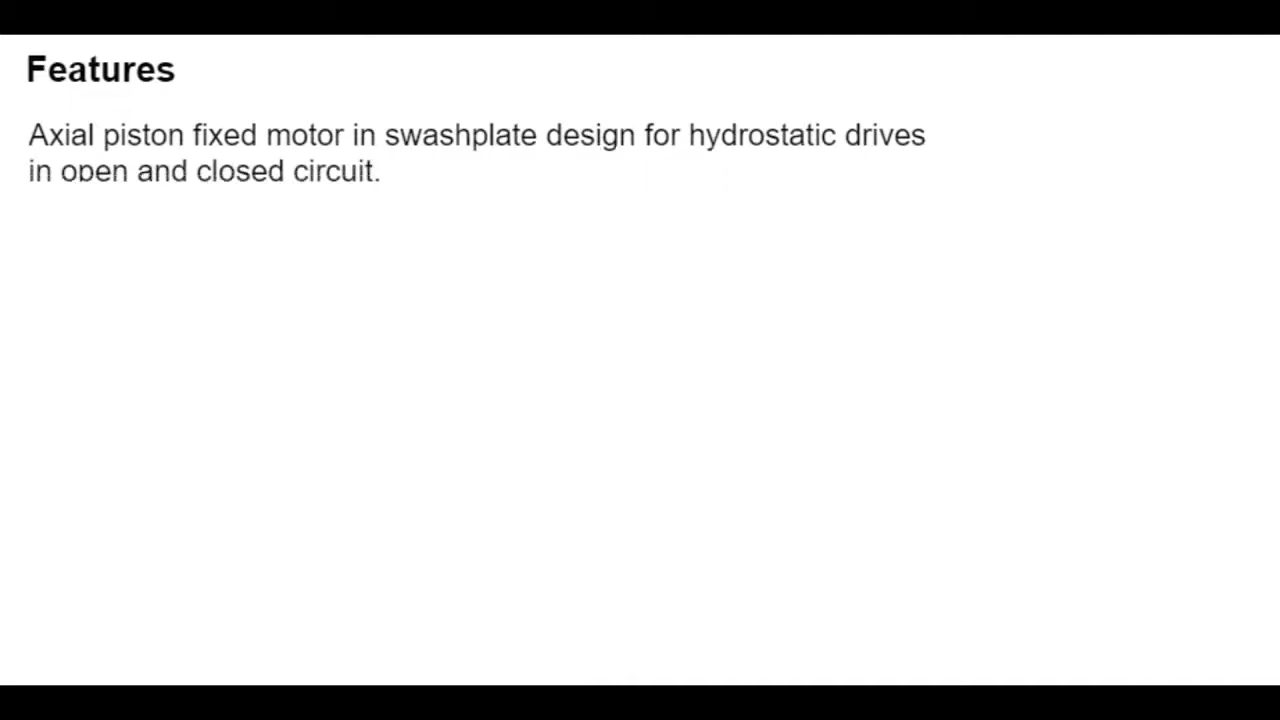 Features
Axial piston fixed motor in swashplate design for hydrostatic drives
in open and closed circuit.